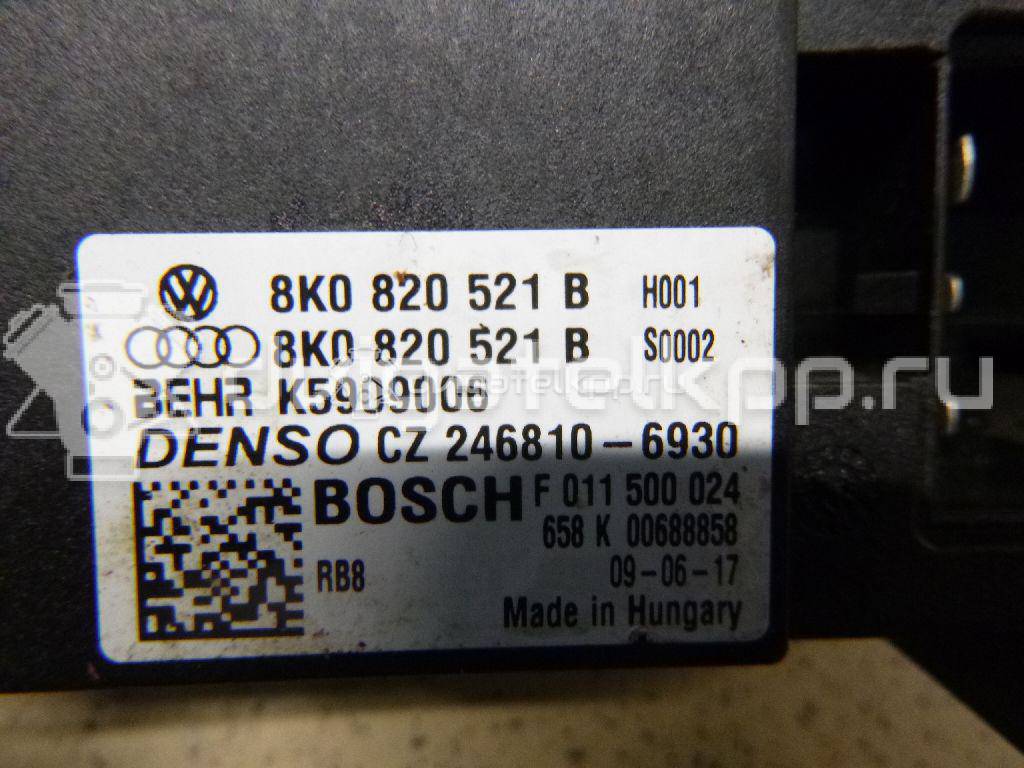 8K0 820 521 B H001
8K0 820 521 B S0002
BEHR K5909006
DENSO CZ 246810-6930
BOSCH F 011 500 024
658 K 00688858
RB8 09-06-17
Made in Hungary